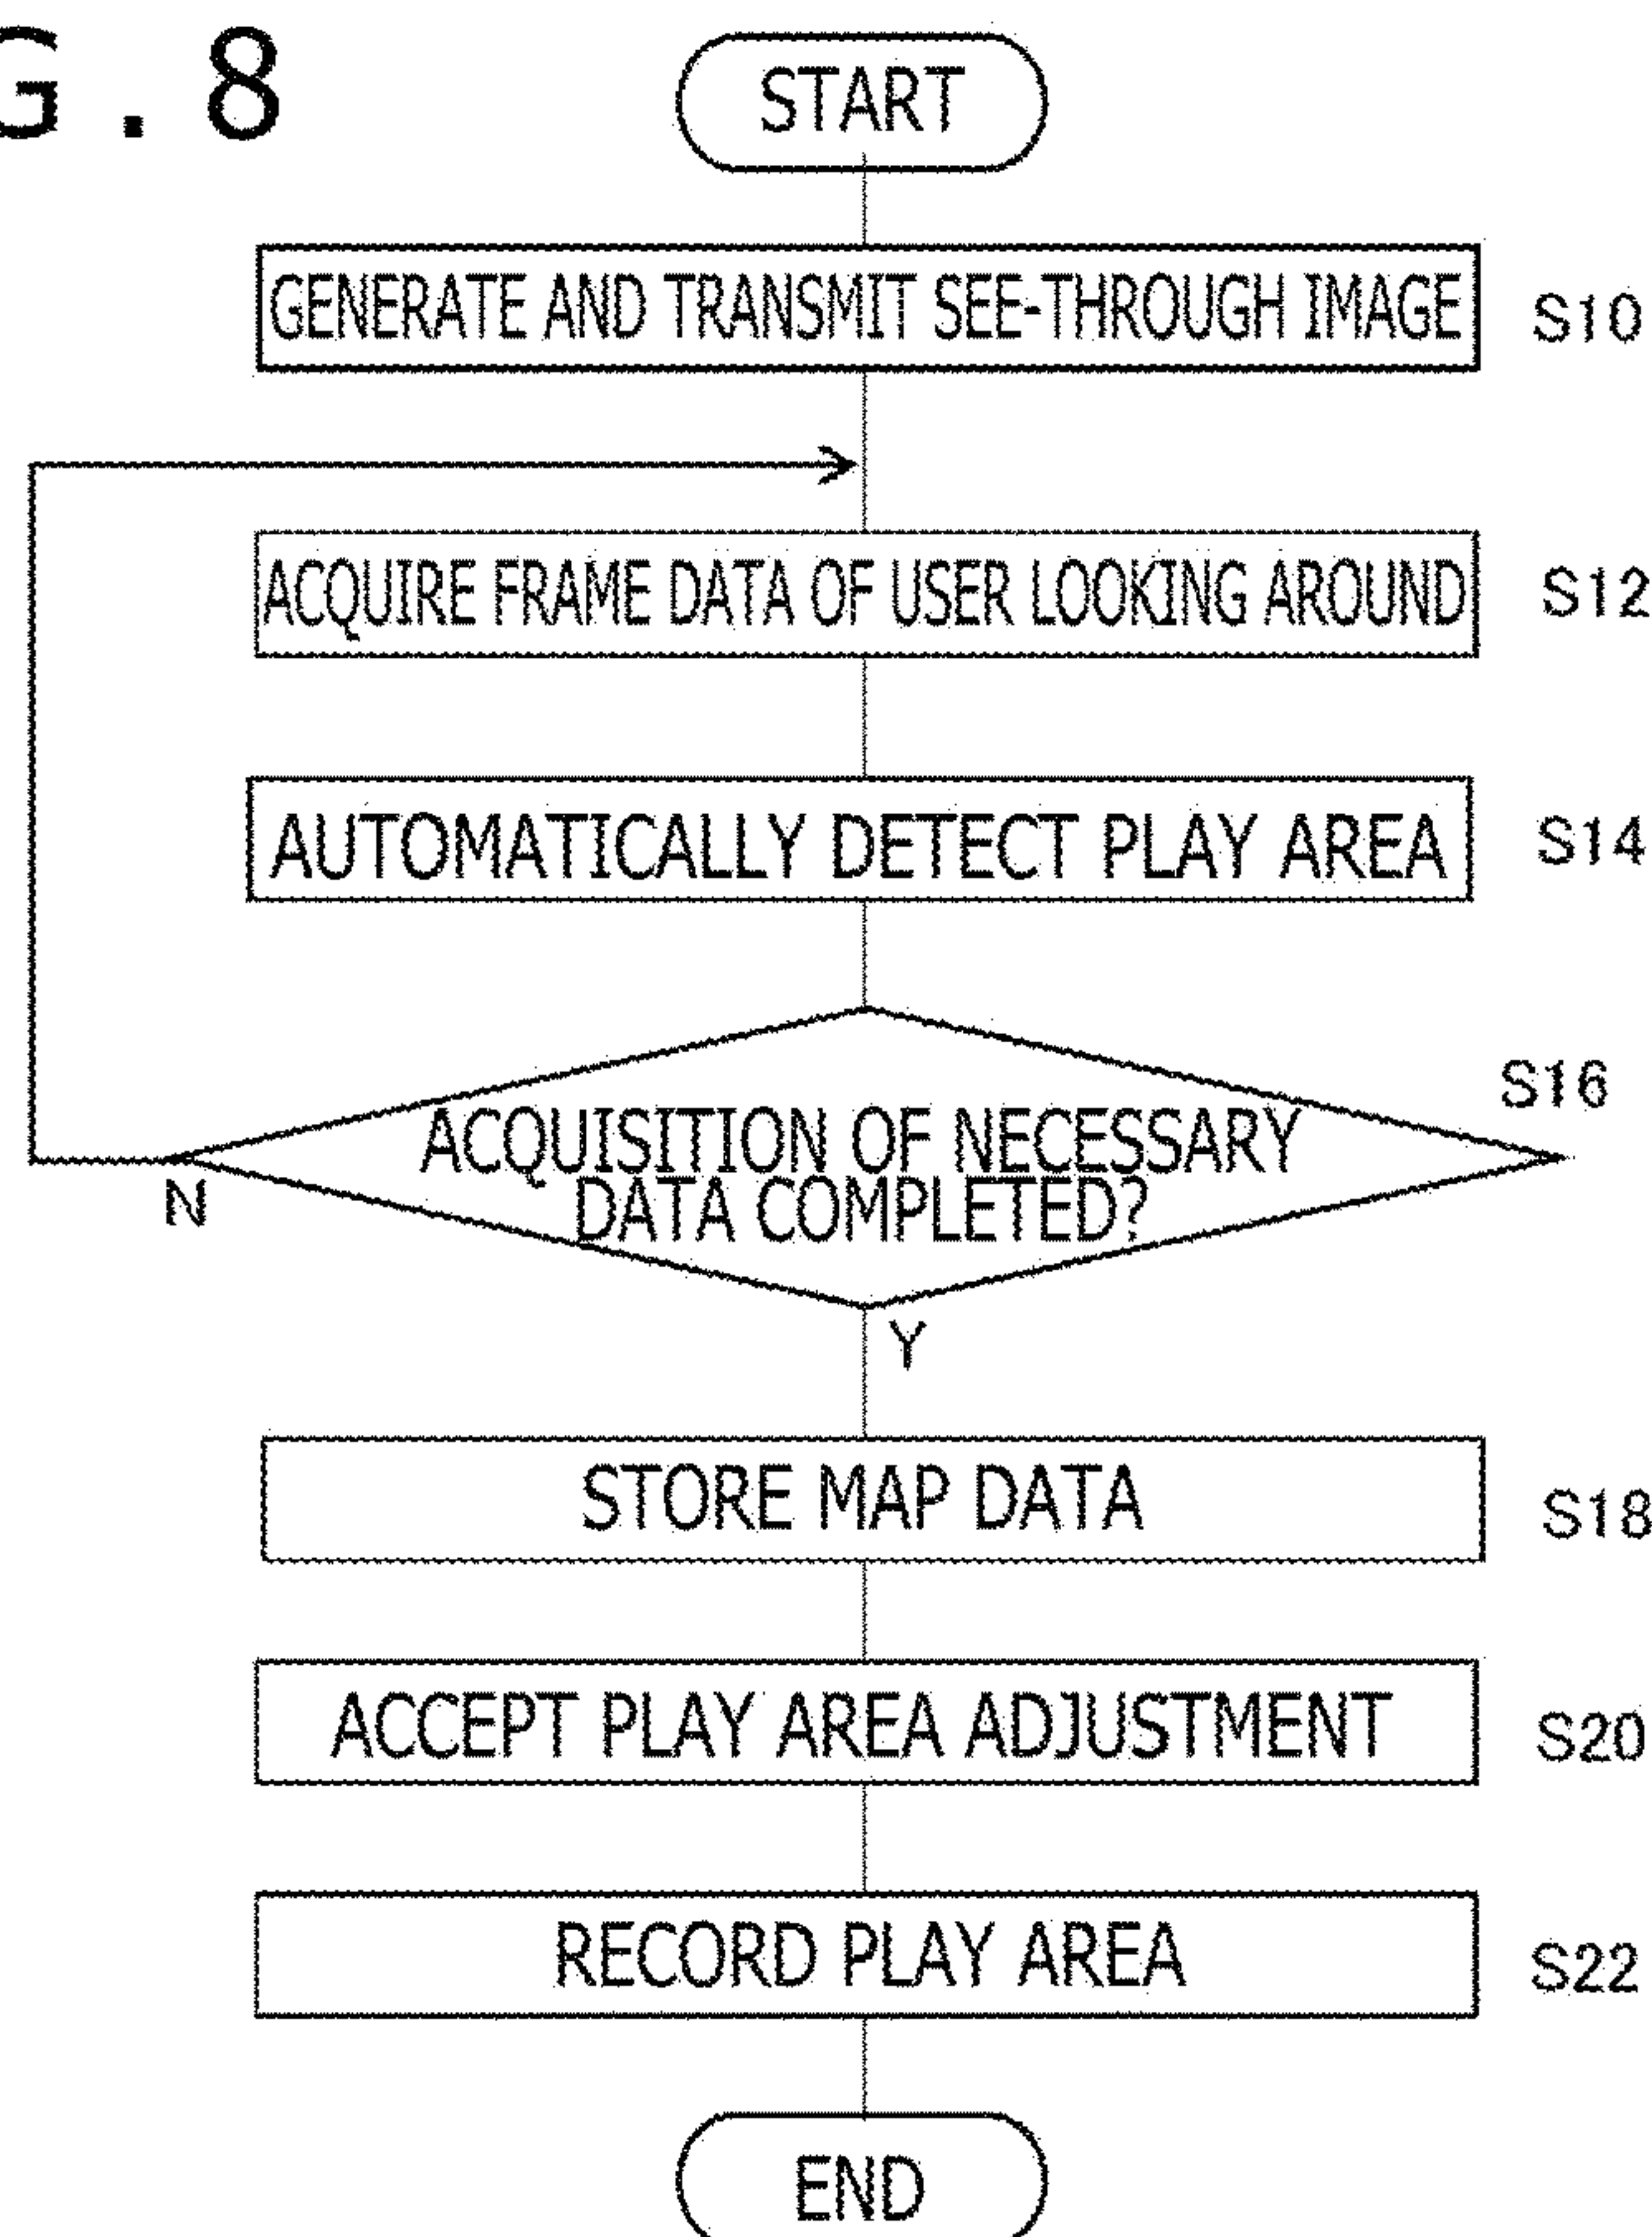 G.8
START
GENERATE AND TRANSMIT SEE-THROUGH IMAGE
S10
ACQUIRE FRAME DATA OF USER LOOKING AROUND
S12
AUTOMATICALLY DETECT PLAY AREA
S14
S16
ACQUISITION OF NECESSARY
DATA COMPLETED?
N
Y
STORE MAP DATA
S18
ACCEPT PLAY AREA ADJUSTMENT
S20
RECORD PLAY AREA
S22
END